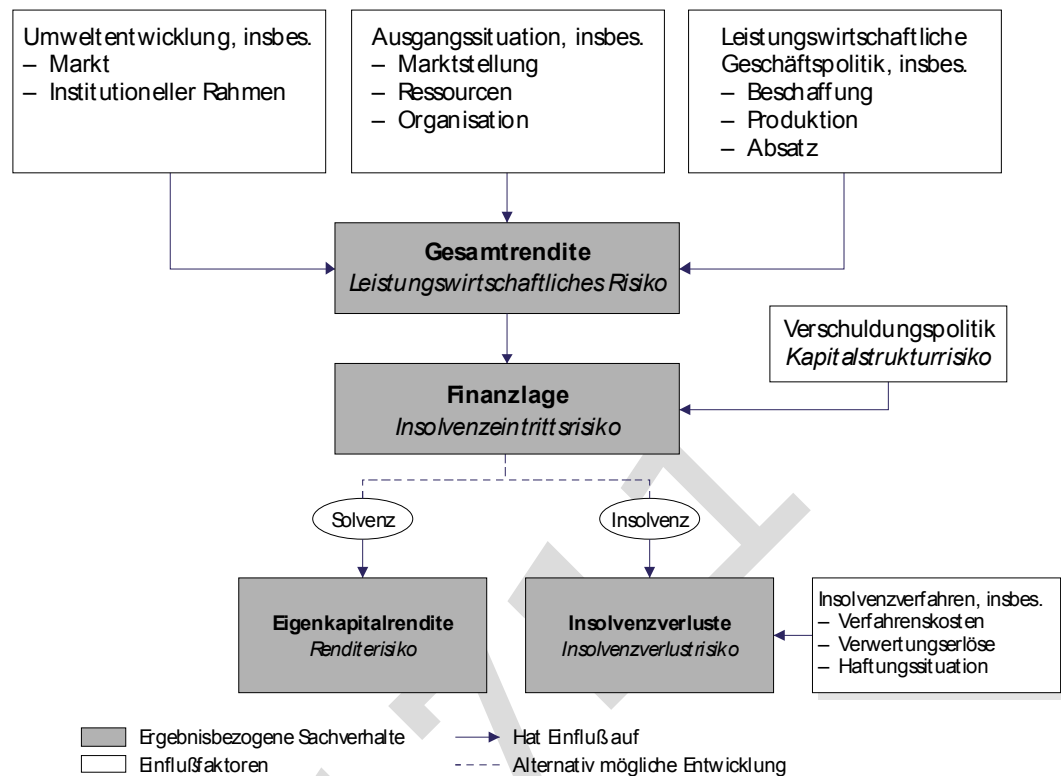 Umweltentwicklung, insbes.
– Markt
– Institutioneller Rahmen
Ausgangssituation, insbes.
– Marktstellung
– Ressourcen
– Organisation
Leistungswirtschaftliche
Geschäftspolitik, insbes.
– Beschaffung
– Produktion
– Absatz
Gesamtrendite
Leistungswirtschaftliches Risiko
Verschuldungspolitik
Kapitalstrukturrisiko
Finanzlage
Insolvenzeintrittsrisiko
Solvenz
Insolvenz
Eigenkapitalrendite
Renditerisiko
Insolvenzverluste
Insolvenzverlustrisiko
Insolvenzverfahren, insbes.
– Verfahrenskosten
– Verwertungserlöse
– Haftungssituation
Ergebnisbezogene Sachverhalte
Hat Einfluß auf
Einflußfaktoren
Alternativ mögliche Entwicklung